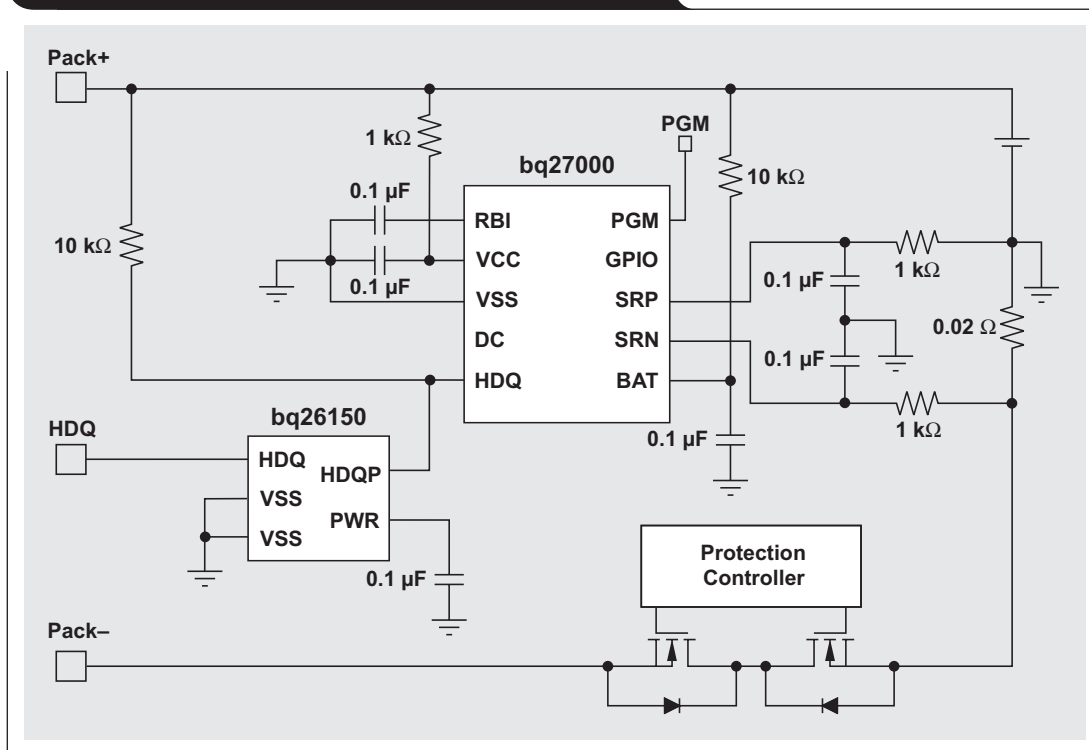 Pack+
1 kΩ
PGM
bq27000
10 kΩ
0.1 µF
RBI
PGM
10 kΩ
VCC
GPIO
1 kΩ
0.1 µF
0.1 µF
VSS
SRP
0.02 Ω
DC
SRN
0.1 µF
HDQ
BAT
bq26150
1 kΩ
HDQ
0.1 µF
HDQ
HDQP
VSS
PWR
VSS
0.1 µF
Protection
Controller
Pack–